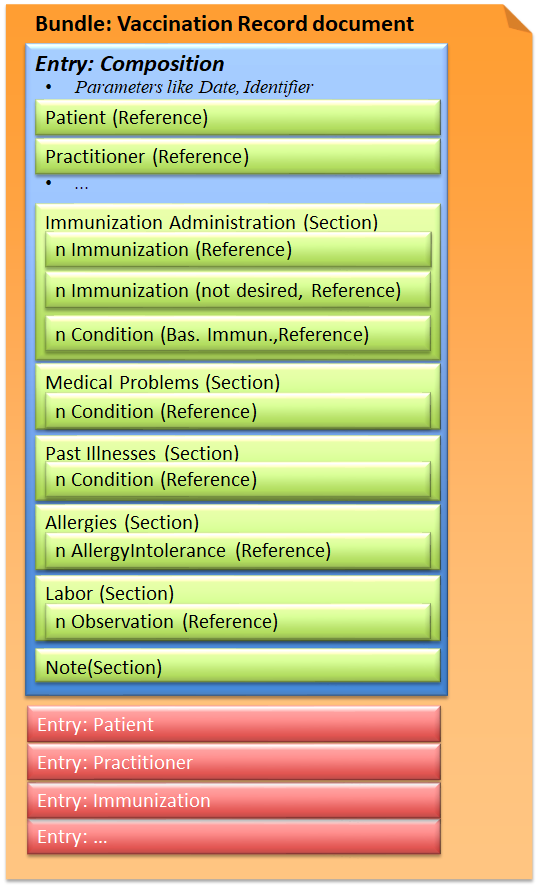 Bundle: Vaccination Record document
Entry: Composition
• Parameters like Date, Identifier
Patient (Reference)
Practitioner (Reference)
• ...
Immunization Administration (Section)
n Immunization (Reference)
n Immunization (not desired, Reference)
n Condition (Bas. Immun.,Reference)
Medical Problems (Section)
n Condition (Reference)
Past Illnesses (Section)
n Condition (Reference)
Allergies (Section)
n AllergyIntolerance (Reference)
Labor (Section)
n Observation (Reference)
Note(Section)
Entry: Patient
Entry: Practitioner
Entry: Immunization
Entry: ...